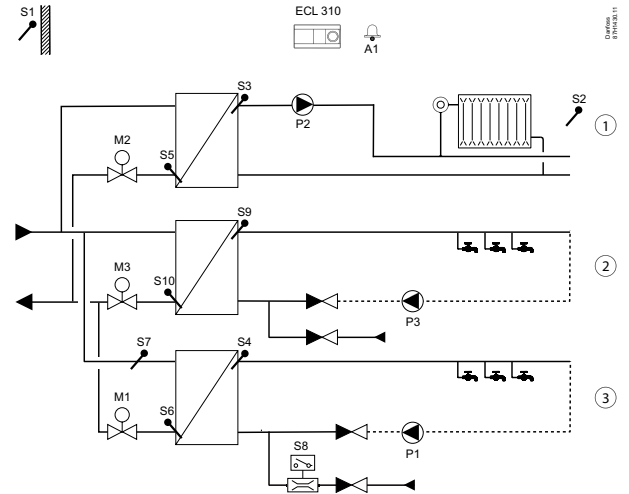 S1
ECL 310
A1
Danfoss
87H1430.11
S3
P2
S2
1
M2
S5
S9
M3
S10
P3
2
S7
S4
M1
S6
S8
P1
3